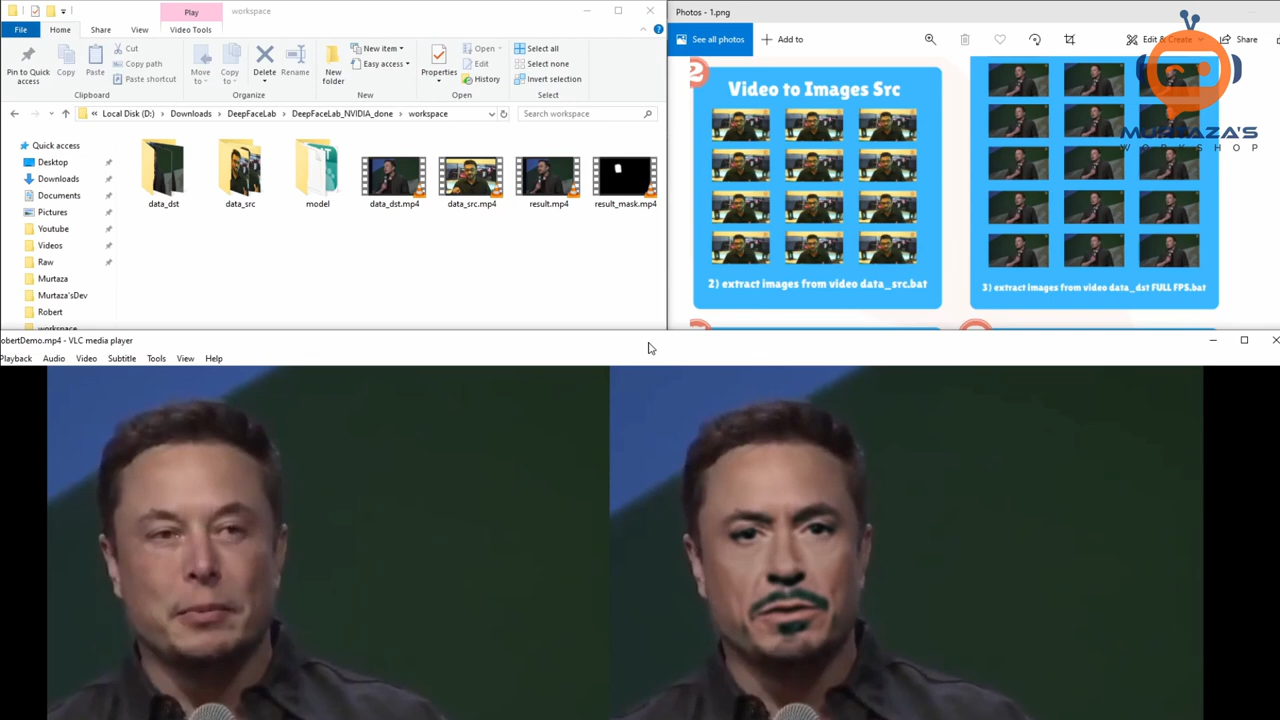 Play
workspace
File
Home
Share
View
Video Tools
Pin to Quick access
Copy
Paste
Cut
Copy path
Paste shortcut
Clipboard
Move to
Copy to
Delete
Rename
Organize
New folder
New item
Easy access
New
Properties
Open
Edit
History
Open
Select all
Select none
Invert selection
Select
« Local Disk (D:) > Downloads > DeepFaceLab > DeepFaceLab_NVIDIA_done > workspace
Search workspace
Quick access
Desktop
Downloads
Documents
Pictures
Youtube
Videos
Raw
Murtaza
Murtaza'sDev
Robert
workspace
data_dst
data_src
model
data_dst.mp4
data_src.mp4
result.mp4
result_mask.mp4
Photos - 1.png
See all photos
Add to
Edit & Create
Share
MURTAZA'S
WORKSHOP
2
Video to Images Src
2) extract images from video data_src.bat
3) extract images from video data_dst FULL FPS.bat
obertDemo.mp4 - VLC media player
Playback
Audio
Video
Subtitle
Tools
View
Help